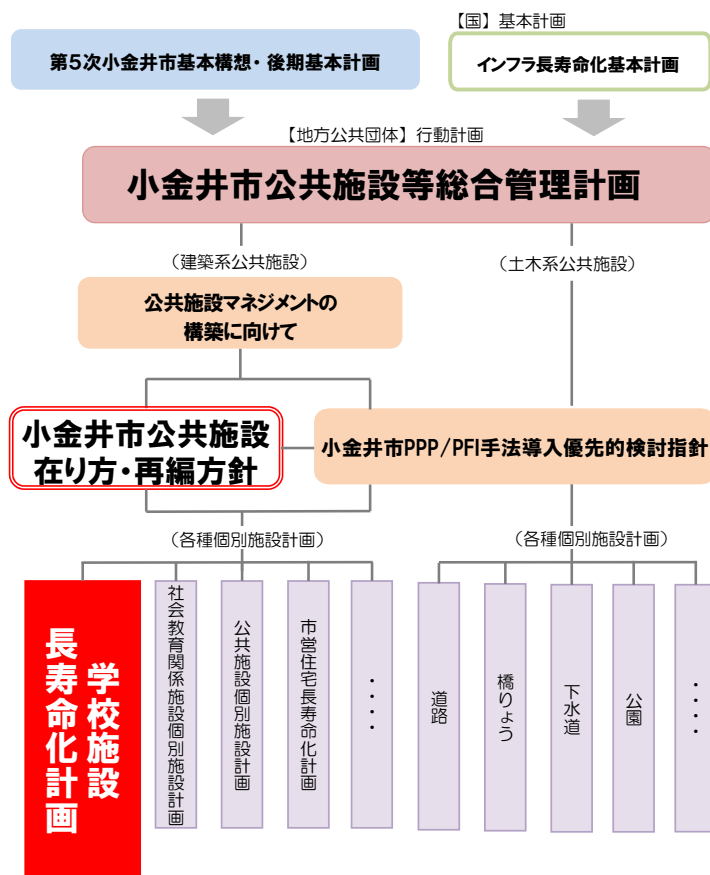 【国】基本計画
第5次小金井市基本構想・後期基本計画
インフラ長寿命化基本計画
【地方公共団体】行動計画
小金井市公共施設等総合管理計画
（建築系公共施設）
（土木系公共施設）
公共施設マネジメントの
構築に向けて
小金井市公共施設
在り方・再編方針
小金井市PPP/PFI手法導入優先的検討指針
（各種個別施設計画）
（各種個別施設計画）
学校施設
長寿命化計画
社会教育関係施設個別施設計画
公共施設個別施設計画
市営住宅長寿命化計画
・・・・
道路
橋りょう
下水道
公園
・・・・